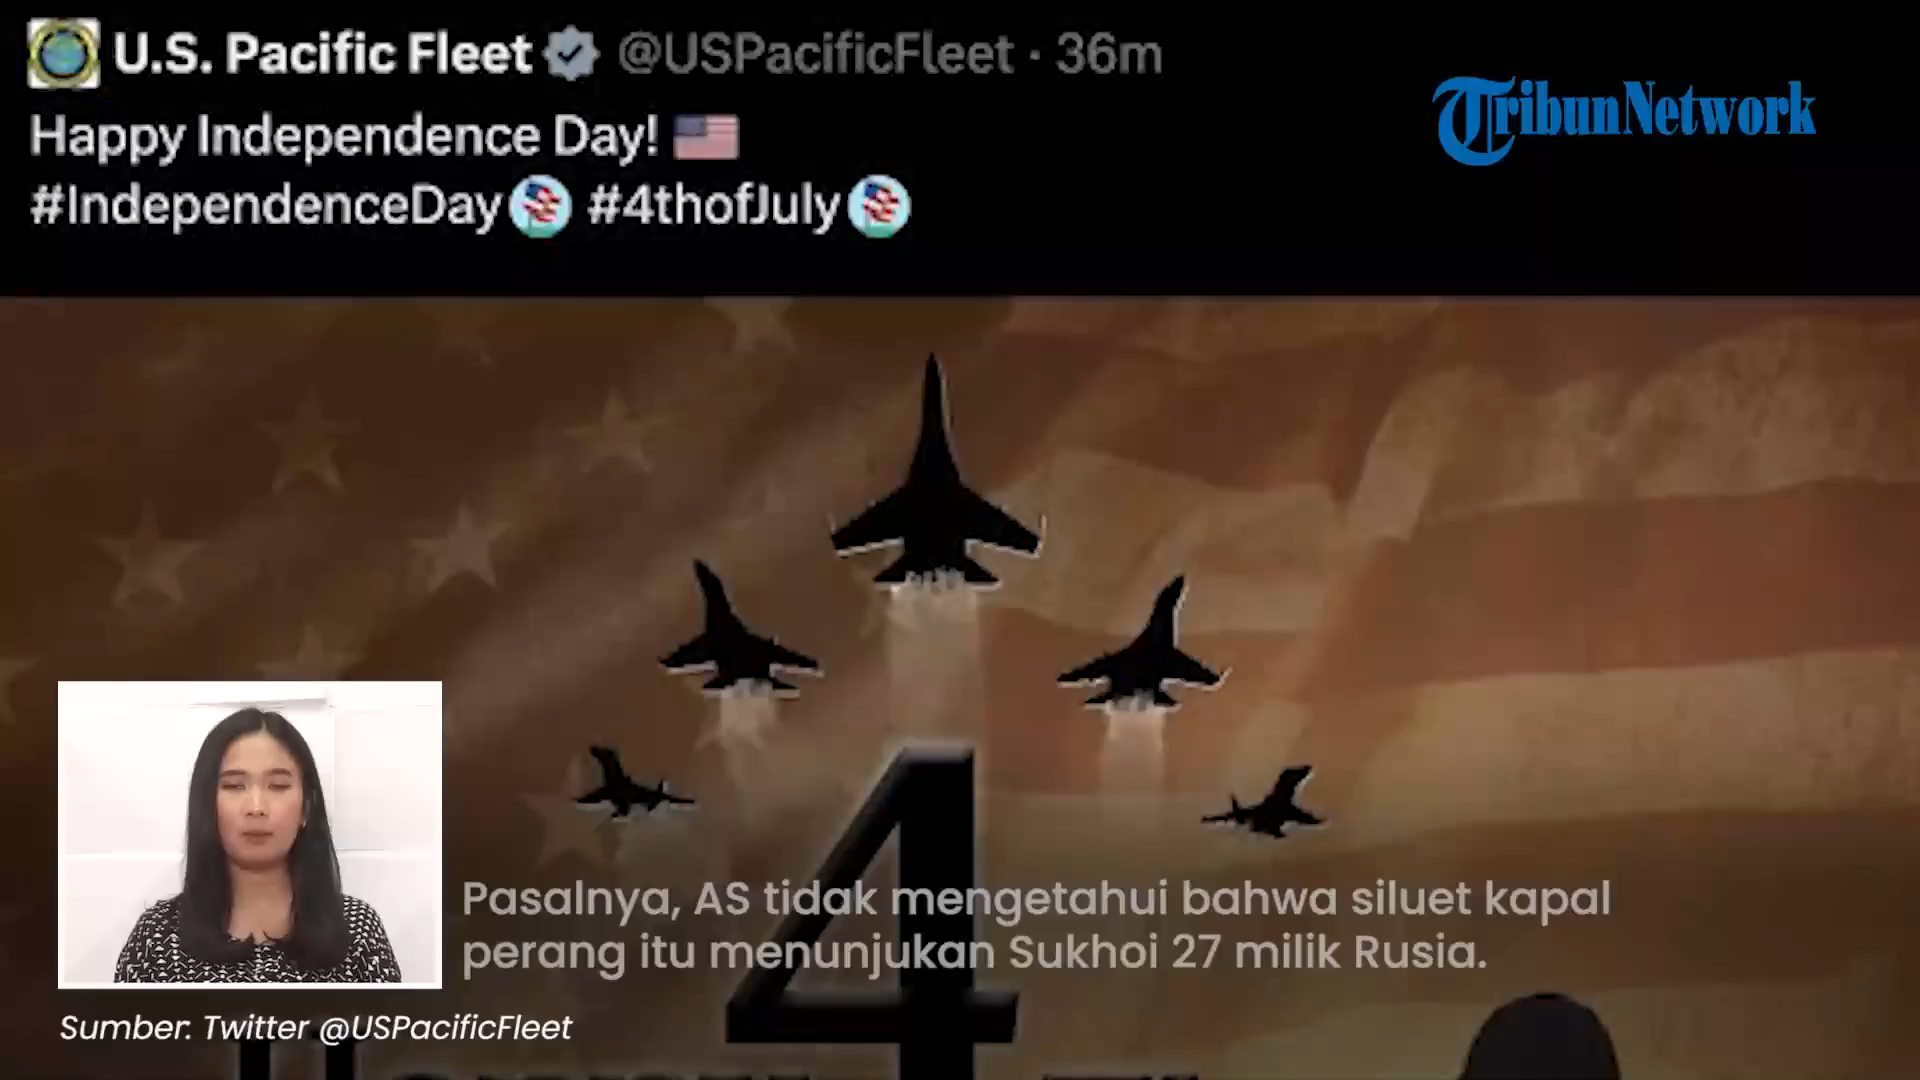 U.S. Pacific Fleet @USPacificFleet · 36m
TribunNetwork
Happy Independence Day!
#IndependenceDay #4thofJuly
4
Pasalnya, AS tidak mengetahui bahwa siluet kapal
perang itu menunjukan Sukhoi 27 milik Rusia.
Sumber: Twitter @USPacificFleet